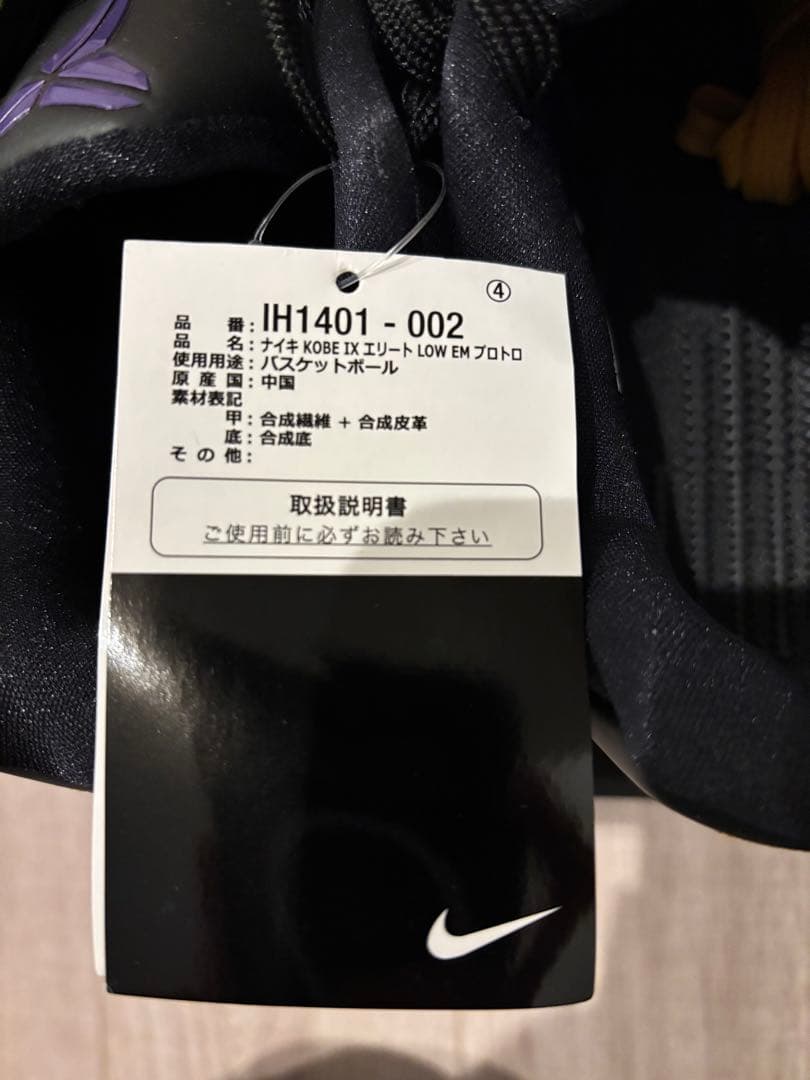 ④
品 番：IH1401 - 002
品 名：ナイキ KOBE IX エリート LOW EM プロトロ
使用用途：バスケットボール
原 産 国：中国
素材表記
甲：合成繊維 + 合成皮革
底：合成底
そ の 他：
取扱説明書
ご使用前に必ずお読み下さい